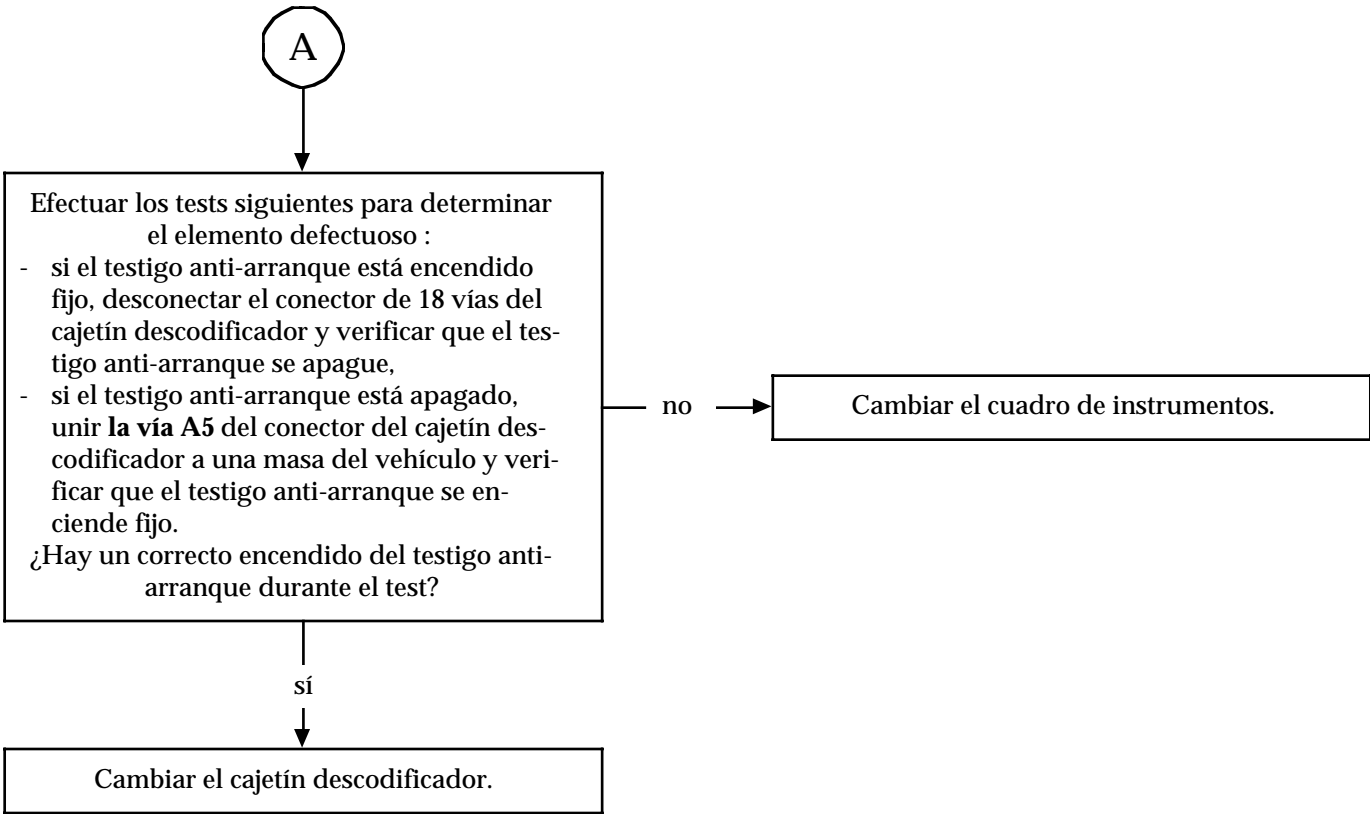 A
Efectuar los tests siguientes para determinar
el elemento defectuoso :
- si el testigo anti-arranque está encendido
fijo, desconectar el conector de 18 vías del
cajetín descodificador y verificar que el tes-
tigo anti-arranque se apague,
- si el testigo anti-arranque está apagado,
unir la vía A5 del conector del cajetín des-
codificador a una masa del vehículo y veri-
ficar que el testigo anti-arranque se en-
ciende fijo.
¿Hay un correcto encendido del testigo anti-
arranque durante el test?
no
Cambiar el cuadro de instrumentos.
sí
Cambiar el cajetín descodificador.